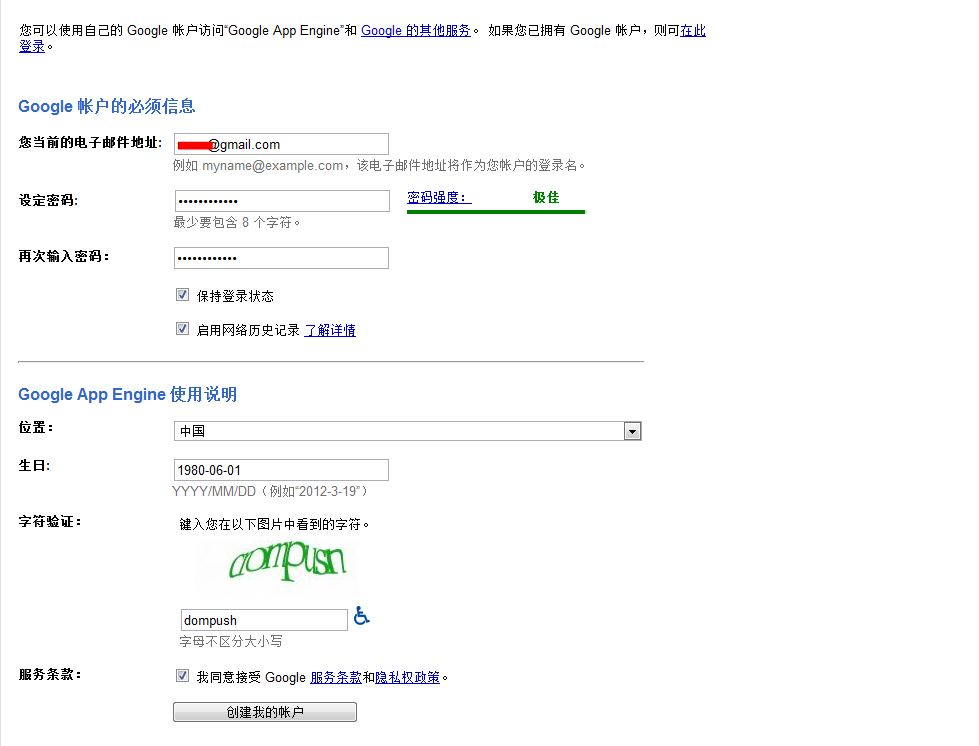 您可以使用自己的 Google 帐户访问“Google App Engine”和 Google 的其他服务。 如果您已拥有 Google 帐户，则可在此
登录。
Google 帐户的必须信息
您当前的电子邮件地址: @gmail.com
例如 myname@example.com，该电子邮件地址将作为您帐户的登录名。
设定密码: •••••••••••• 密码强度： 极佳
最少要包含 8 个字符。
再次输入密码： ••••••••••••
保持登录状态
启用网络历史记录 了解详情
Google App Engine 使用说明
位置： 中国
生日: 1980-06-01
YYYY/MM/DD（例如“2012-3-19”）
字符验证： 键入您在以下图片中看到的字符。
dompush
字母不区分大小写
服务条款： 我同意接受 Google 服务条款和隐私权政策。
创建我的帐户